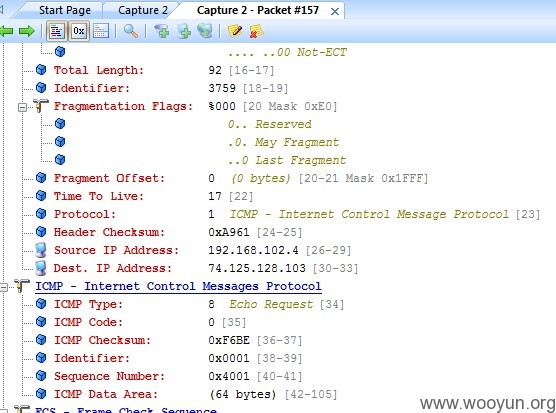 Start Page Capture 2 Capture 2 - Packet #157
0x
.... ..00 Not-ECT
Total Length: 92 [16-17]
Identifier: 3759 [18-19]
Fragmentation Flags: %000 [20 Mask 0xE0]
0.. Reserved
.0. May Fragment
..0 Last Fragment
Fragment Offset: 0 (0 bytes) [20-21 Mask 0x1FFF]
Time To Live: 17 [22]
Protocol: 1 ICMP - Internet Control Message Protocol [23]
Header Checksum: 0xA961 [24-25]
Source IP Address: 192.168.102.4 [26-29]
Dest. IP Address: 74.125.128.103 [30-33]
ICMP - Internet Control Messages Protocol
ICMP Type: 8 Echo Request [34]
ICMP Code: 0 [35]
ICMP Checksum: 0xF6BE [36-37]
Identifier: 0x0001 [38-39]
Sequence Number: 0x4001 [40-41]
ICMP Data Area: (64 bytes) [42-105]
FCS - Frame Check Sequence
www.wooyun.org